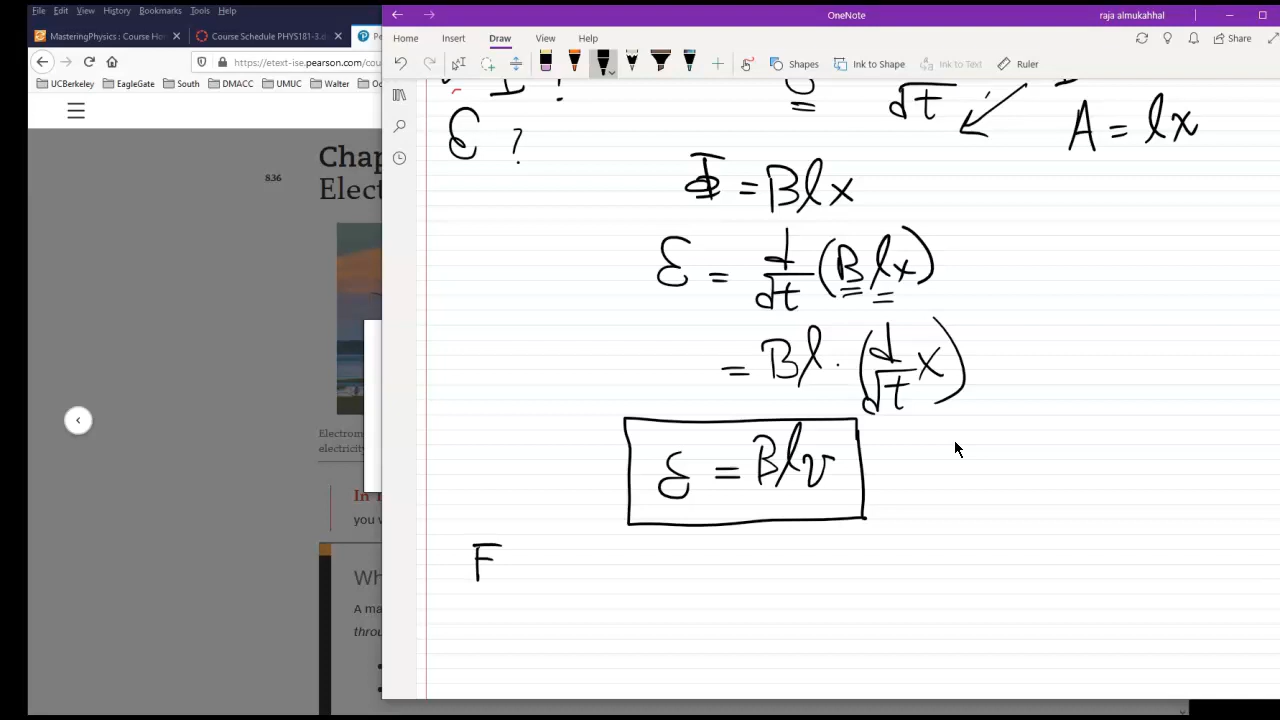 File Edit View History Bookmarks Tools Help
MasteringPhysics : Course Ho
Course Schedule PHYS181-3.d
Pe
https://etext-ise.pearson.com/cou
UCBerkeley EagleGate South DMACC UMUC Walter
OneNote
raja almukahhal
Home Insert Draw View Help
Share
Shapes Ink to Shape Ink to Text Ruler
836
Chap
Elect
Electrom
electricity
In T
you v
Wh
A ma
throu
I ?
ℰ ?
dt
A = lx
Φ = Blx
ℰ = d/dt (Blx)
= Bl · (d/dt x)
ℰ = Blv
F